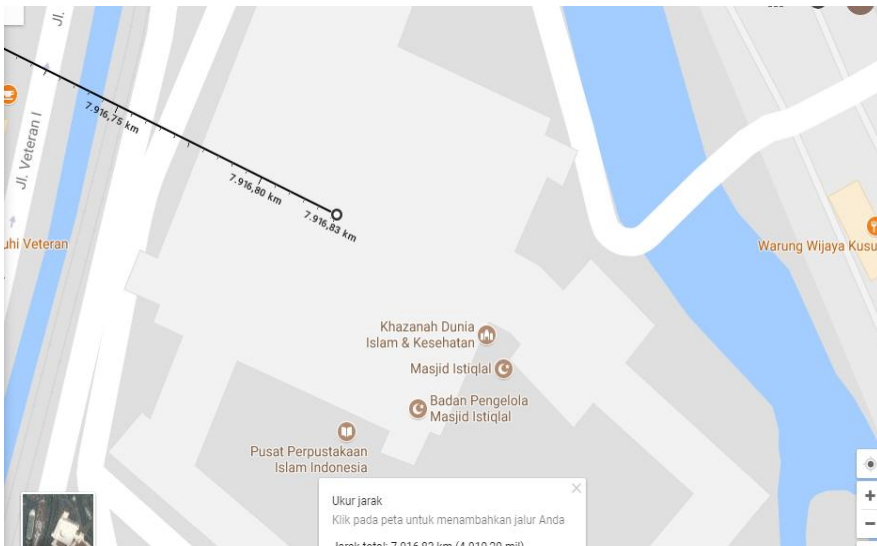 Jl.
Jl.
7.916,75 km
Jl. Veteran I
7.916,80 km
7.916,83 km
uhi Veteran
Warung Wijaya Kusu
Khazanah Dunia
Islam & Kesehatan
Masjid Istiqlal
Badan Pengelola
Masjid Istiqlal
Pusat Perpustakaan
Islam Indonesia
Ukur jarak
Klik pada peta untuk menambahkan jalur Anda